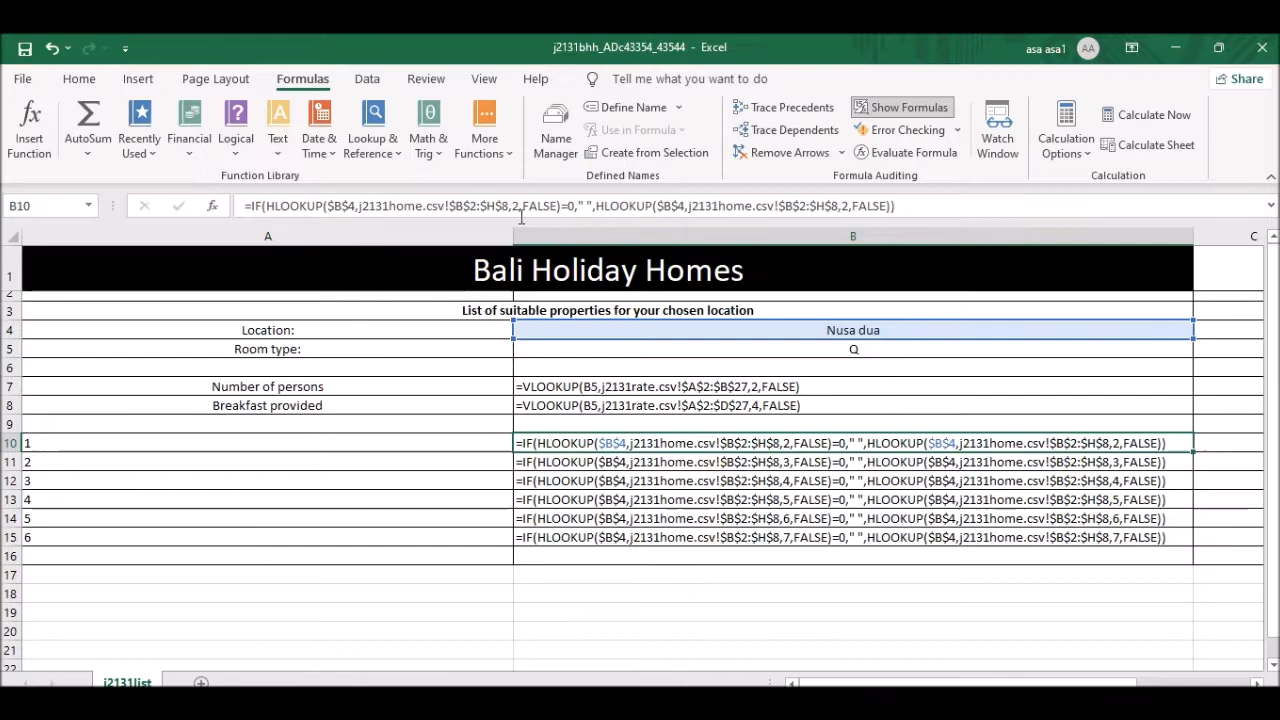 j2131bhh_ADc43354_43544 - Excel
asa asa1
AA
File Home Insert Page Layout Formulas Data Review View Help Tell me what you want to do
Share
Insert Function
AutoSum
Recently Used
Financial
Logical
Text
Date & Time
Lookup & Reference
Math & Trig
More Functions
Function Library
Name Manager
Define Name
Use in Formula
Create from Selection
Defined Names
Trace Precedents
Trace Dependents
Remove Arrows
Show Formulas
Error Checking
Evaluate Formula
Formula Auditing
Watch Window
Calculation Options
Calculate Now
Calculate Sheet
Calculation
B10
fx
=IF(HLOOKUP($B$4,j2131home.csv!$B$2:$H$8,2,FALSE)=0," ",HLOOKUP($B$4,j2131home.csv!$B$2:$H$8,2,FALSE))
A B C
1 Bali Holiday Homes
2
3 List of suitable properties for your chosen location
4 Location: Nusa dua
5 Room type: Q
6
7 Number of persons =VLOOKUP(B5,j2131rate.csv!$A$2:$B$27,2,FALSE)
8 Breakfast provided =VLOOKUP(B5,j2131rate.csv!$A$2:$D$27,4,FALSE)
9
10 1 =IF(HLOOKUP($B$4,j2131home.csv!$B$2:$H$8,2,FALSE)=0," ",HLOOKUP($B$4,j2131home.csv!$B$2:$H$8,2,FALSE))
11 2 =IF(HLOOKUP($B$4,j2131home.csv!$B$2:$H$8,3,FALSE)=0," ",HLOOKUP($B$4,j2131home.csv!$B$2:$H$8,3,FALSE))
12 3 =IF(HLOOKUP($B$4,j2131home.csv!$B$2:$H$8,4,FALSE)=0," ",HLOOKUP($B$4,j2131home.csv!$B$2:$H$8,4,FALSE))
13 4 =IF(HLOOKUP($B$4,j2131home.csv!$B$2:$H$8,5,FALSE)=0," ",HLOOKUP($B$4,j2131home.csv!$B$2:$H$8,5,FALSE))
14 5 =IF(HLOOKUP($B$4,j2131home.csv!$B$2:$H$8,6,FALSE)=0," ",HLOOKUP($B$4,j2131home.csv!$B$2:$H$8,6,FALSE))
15 6 =IF(HLOOKUP($B$4,j2131home.csv!$B$2:$H$8,7,FALSE)=0," ",HLOOKUP($B$4,j2131home.csv!$B$2:$H$8,7,FALSE))
16
17
18
19
20
21
22
j2131list